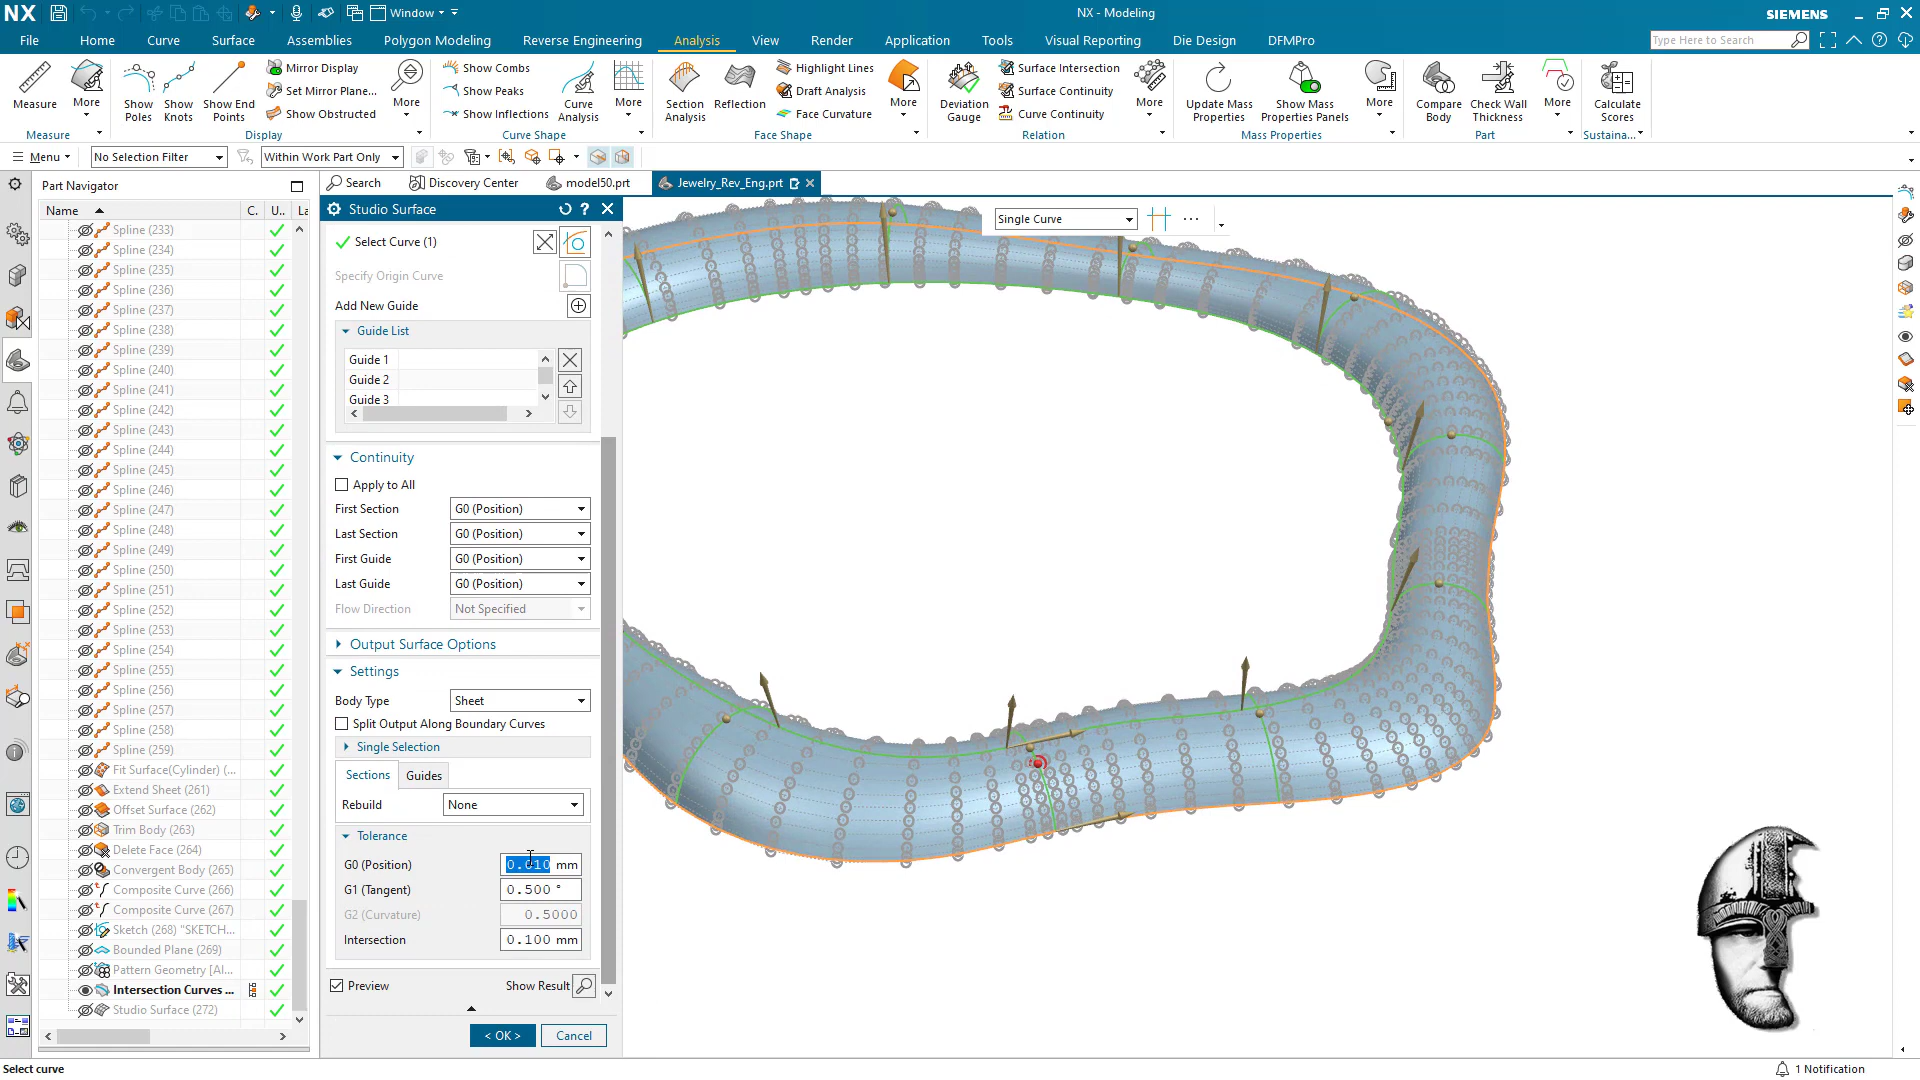 NX
Window
NX - Modeling
SIEMENS
File
Home
Curve
Surface
Assemblies
Polygon Modeling
Reverse Engineering
Analysis
View
Render
Application
Tools
Visual Reporting
Die Design
DFMPro
Type Here to Search
Measure
More
Measure
Show Poles
Show Knots
Show End Points
Mirror Display
Set Mirror Plane...
Show Obstructed
More
Display
Show Combs
Show Peaks
Show Inflections
Curve Analysis
More
Curve Shape
Section Analysis
Reflection
Highlight Lines
Draft Analysis
Face Curvature
More
Face Shape
Deviation Gauge
Surface Intersection
Surface Continuity
Curve Continuity
More
Relation
Update Mass Properties
Show Mass Properties Panels
More
Mass Properties
Compare Body
Check Wall Thickness
More
Part
Calculate Scores
Sustaina...
Menu
No Selection Filter
Within Work Part Only
Part Navigator
Name
C.
U..
La
Spline (233)
Spline (234)
Spline (235)
Spline (236)
Spline (237)
Spline (238)
Spline (239)
Spline (240)
Spline (241)
Spline (242)
Spline (243)
Spline (244)
Spline (245)
Spline (246)
Spline (247)
Spline (248)
Spline (249)
Spline (250)
Spline (251)
Spline (252)
Spline (253)
Spline (254)
Spline (255)
Spline (256)
Spline (257)
Spline (258)
Spline (259)
Fit Surface(Cylinder) (...
Extend Sheet (261)
Offset Surface (262)
Trim Body (263)
Delete Face (264)
Convergent Body (265)
Composite Curve (266)
Composite Curve (267)
Sketch (268) "SKETCH...
Bounded Plane (269)
Pattern Geometry [Al...
Intersection Curves ...
Studio Surface (272)
Search
Discovery Center
model50.prt
Jewelry_Rev_Eng.prt
Studio Surface
Select Curve (1)
Specify Origin Curve
Add New Guide
Guide List
Guide 1
Guide 2
Guide 3
Continuity
Apply to All
First Section G0 (Position)
Last Section G0 (Position)
First Guide G0 (Position)
Last Guide G0 (Position)
Flow Direction Not Specified
Output Surface Options
Settings
Body Type Sheet
Split Output Along Boundary Curves
Single Selection
Sections Guides
Rebuild None
Tolerance
G0 (Position) 0.010 mm
G1 (Tangent) 0.500 °
G2 (Curvature) 0.5000
Intersection 0.100 mm
Preview Show Result
< OK > Cancel
Single Curve
Select curve
1 Notification